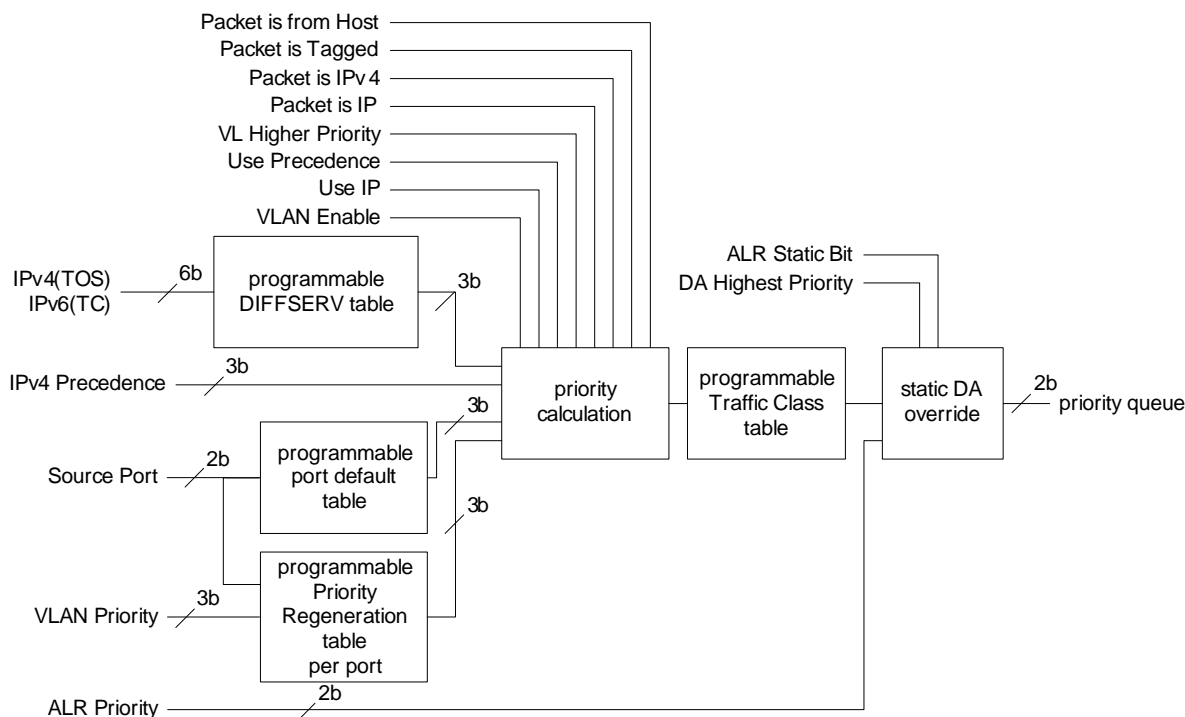 Packet is from Host
Packet is Tagged
Packet is IPv4
Packet is IP
VL Higher Priority
Use Precedence
Use IP
VLAN Enable
ALR Static Bit
DA Highest Priority
IPv4(TOS)
IPv6(TC)
6b
programmable
DIFFSERV table
3b
IPv4 Precedence
3b
priority
calculation
programmable
Traffic Class
table
static DA
override
2b
priority queue
3b
Source Port
2b
programmable
port default
table
3b
VLAN Priority
3b
programmable
Priority
Regeneration
table
per port
ALR Priority
2b